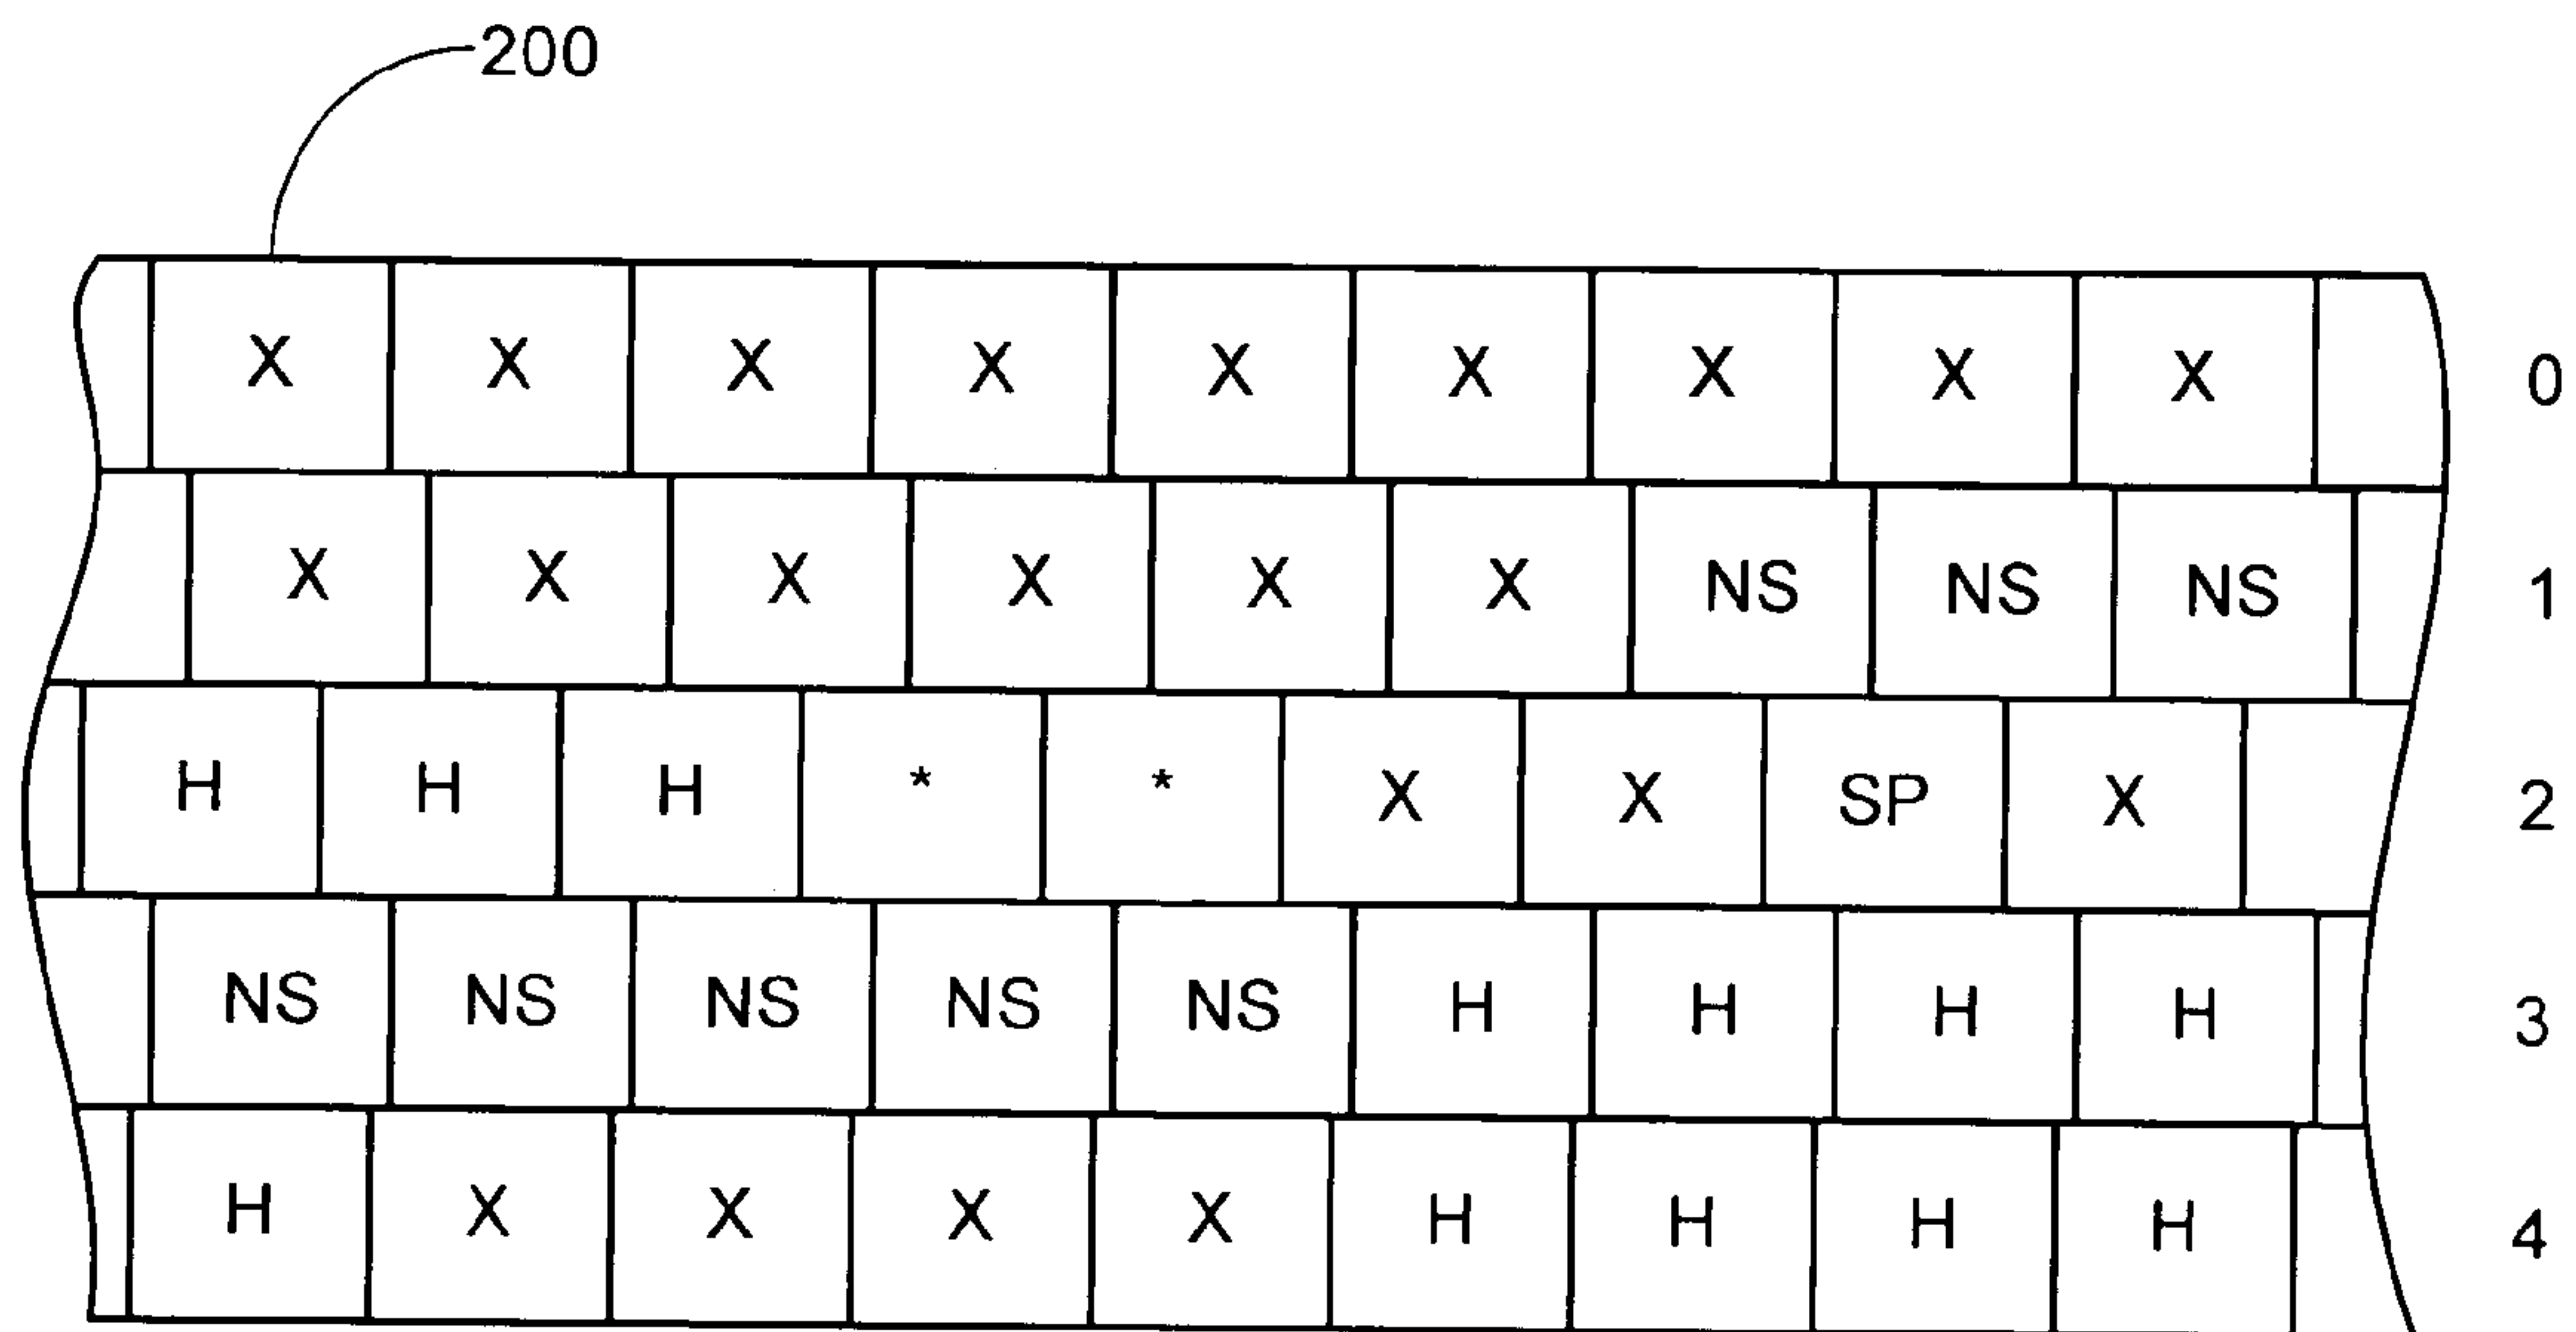 200
X X X X X X X X X 0
X X X X X X NS NS NS 1
H H H * * X X SP X 2
NS NS NS NS NS H H H H 3
H X X X X H H H H 4